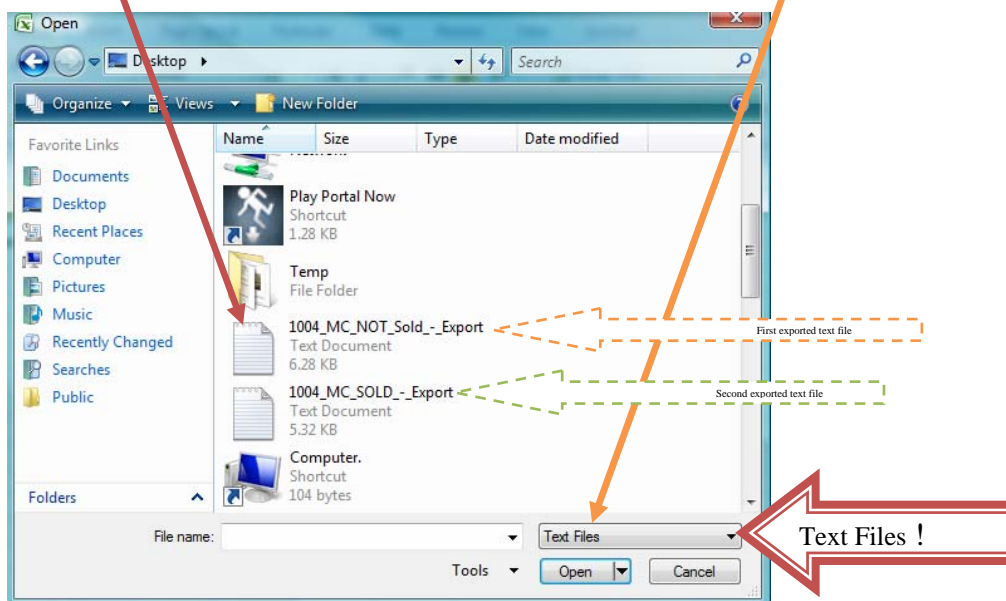 Open
Desktop
Search
Organize Views New Folder
Favorite Links
Documents
Desktop
Recent Places
Computer
Pictures
Music
Recently Changed
Searches
Public
Folders
Name Size Type Date modified
Play Portal Now
Shortcut
1.28 KB
Temp
File Folder
1004_MC_NOT_Sold_-_Export
Text Document
6.28 KB
First exported text file
1004_MC_SOLD_-_Export
Text Document
5.32 KB
Second exported text file
Computer.
Shortcut
104 bytes
File name: Text Files
Text Files !
Tools Open Cancel